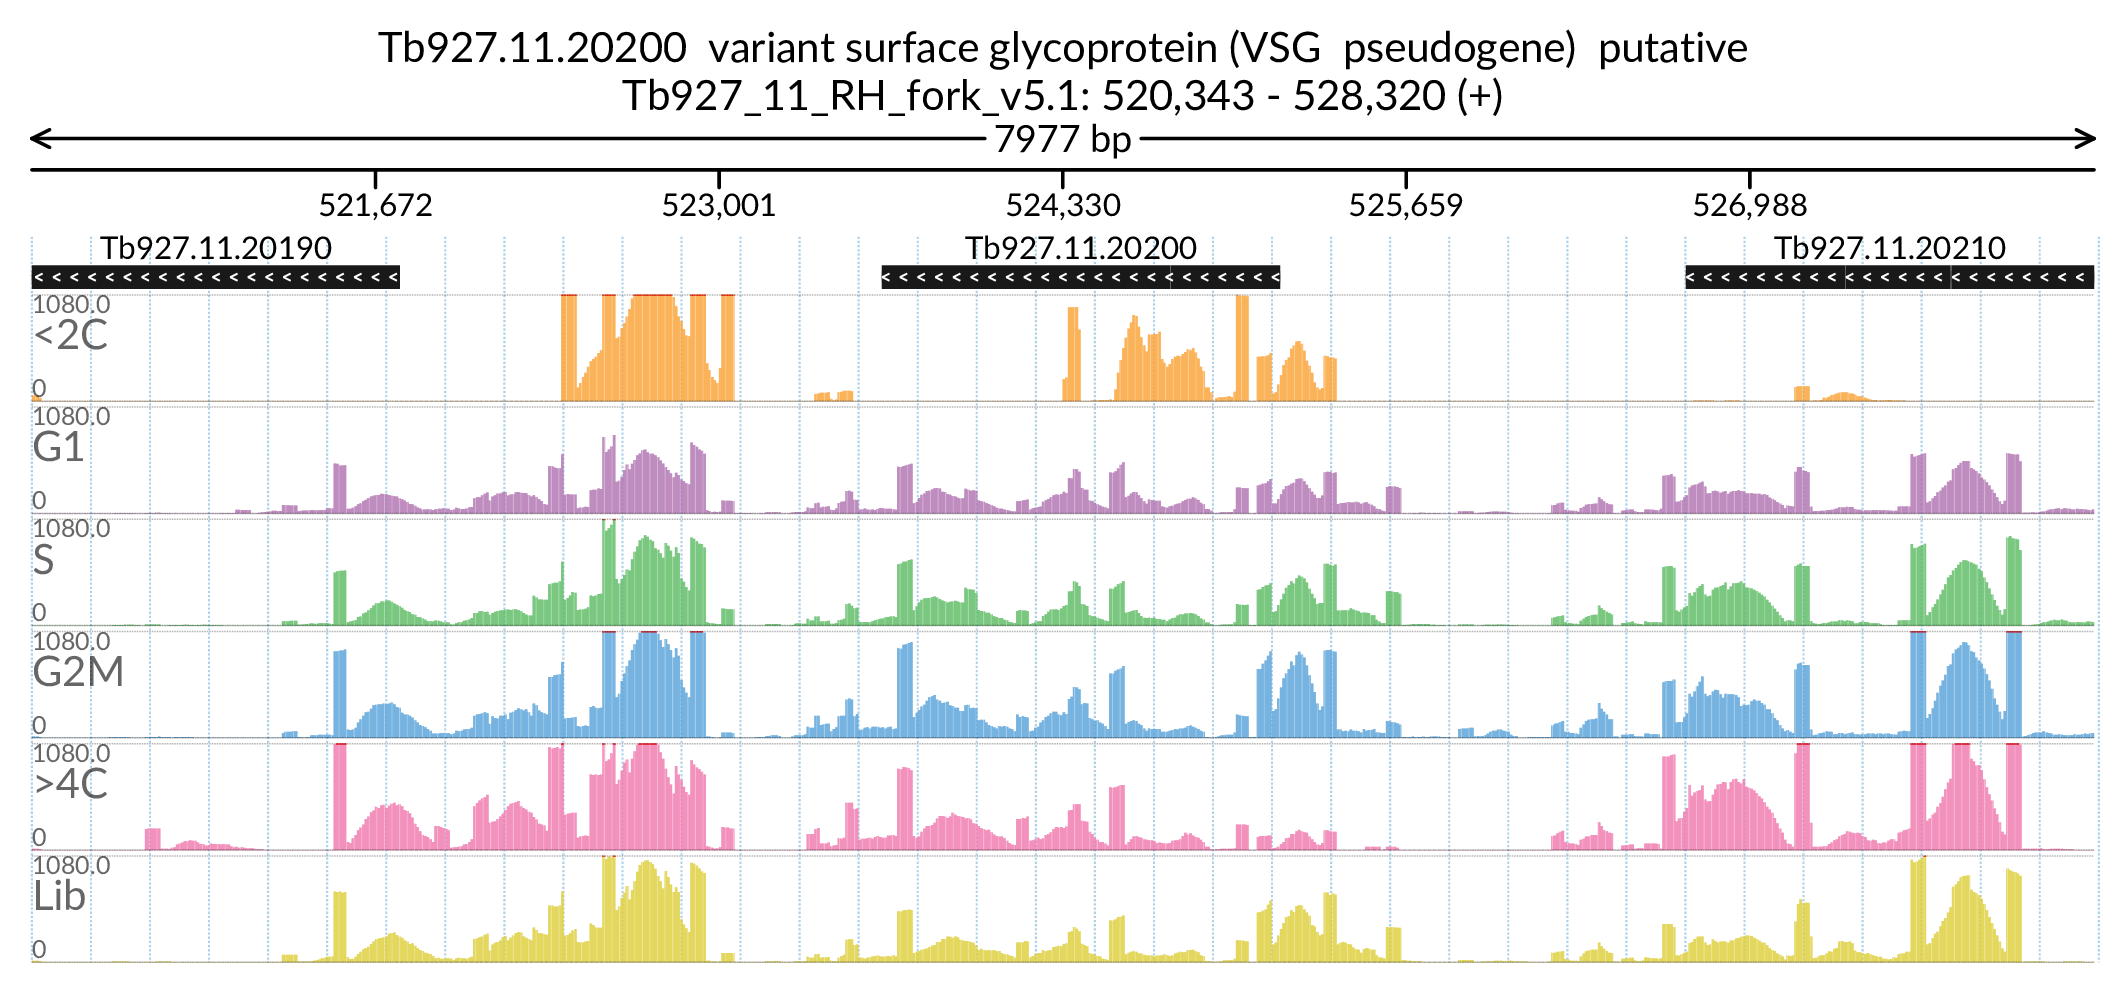 Tb927.11.20200  variant surface glycoprotein (VSG  pseudogene)  putative
Tb927_11_RH_fork_v5.1: 520,343 - 528,320 (+)
7977 bp
521,672 523,001 524,330 525,659 526,988
Tb927.11.20190 Tb927.11.20200 Tb927.11.20210
1080.0
<2C
0
1080.0
G1
0
1080.0
S
0
1080.0
G2M
0
1080.0
>4C
0
1080.0
Lib
0